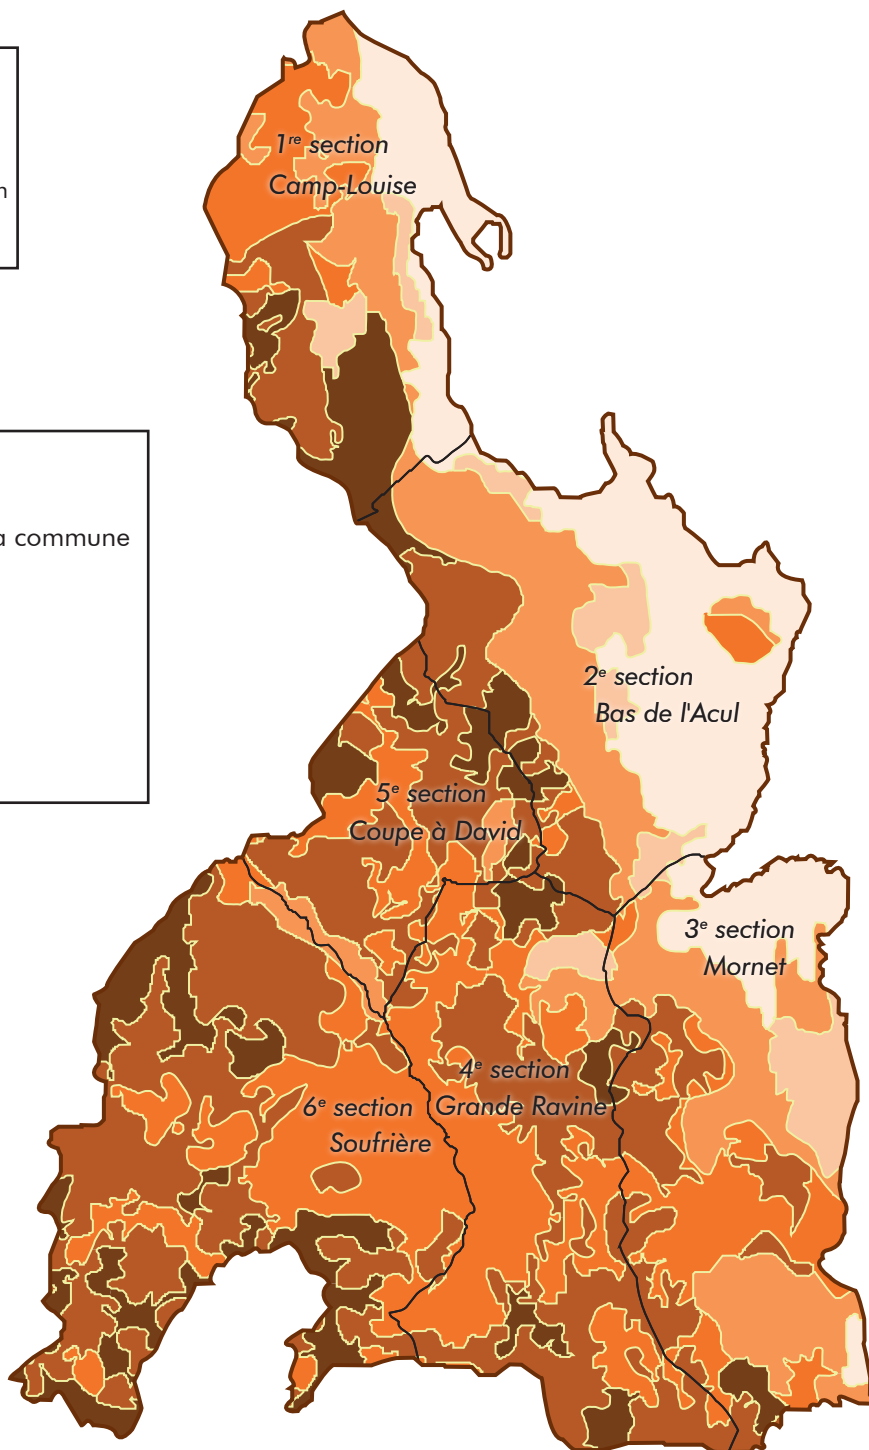 1re section
Camp-Louise
a commune
2e section
Bas de l'Acul
5e section
Coupe à David
3e section
Mornet
4e section
Grande Ravine
6e section
Soufrière